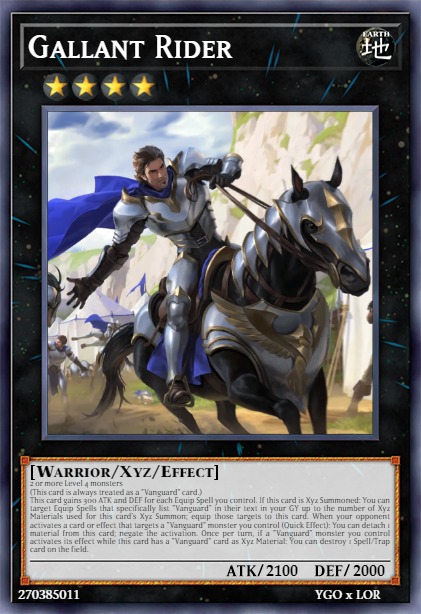 GALLANT RIDER
EARTH
地
[WARRIOR/XYZ/EFFECT]
2 or more Level 4 monsters
(This card is always treated as a "Vanguard" card.)
This card gains 300 ATK and DEF for each Equip Spell you control. If this card is Xyz Summoned: You can
target Equip Spells that specifically list "Vanguard" in their text in your GY up to the number of Xyz
Materials used for this card's Xyz Summon; equip those targets to this card. When your opponent
activates a card or effect that targets a "Vanguard" monster you control (Quick Effect): You can detach 1
material from this card; negate the activation. Once per turn, if a "Vanguard" monster you control
activates its effect while this card has a "Vanguard" card as Xyz Material: You can destroy 1 Spell/Trap
card on the field.
ATK/2100 DEF/2000
270385011 YGO x LOR